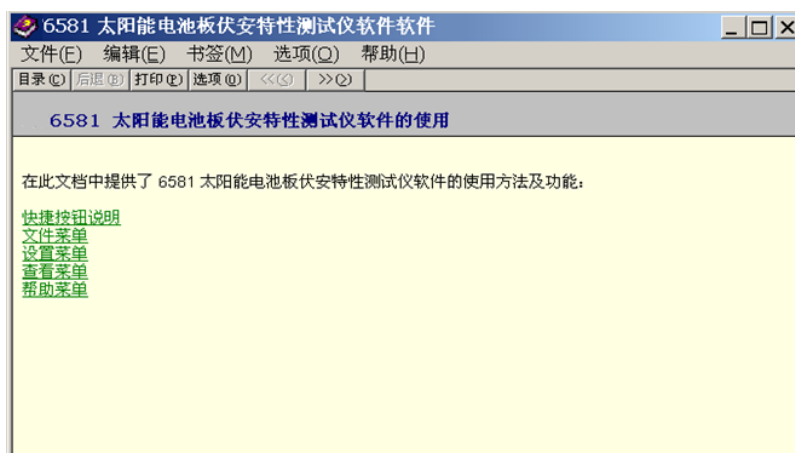 6581 太阳能电池板伏安特性测试仪软件软件
文件(F) 编辑(E) 书签(M) 选项(O) 帮助(H)
目录(C) 后退(B) 打印(P) 选项(O) <<(<) >>(>)
6581 太阳能电池板伏安特性测试仪软件的使用
在此文档中提供了 6581 太阳能电池板伏安特性测试仪软件的使用方法及功能:
快捷按钮说明
文件菜单
设置菜单
查看菜单
帮助菜单